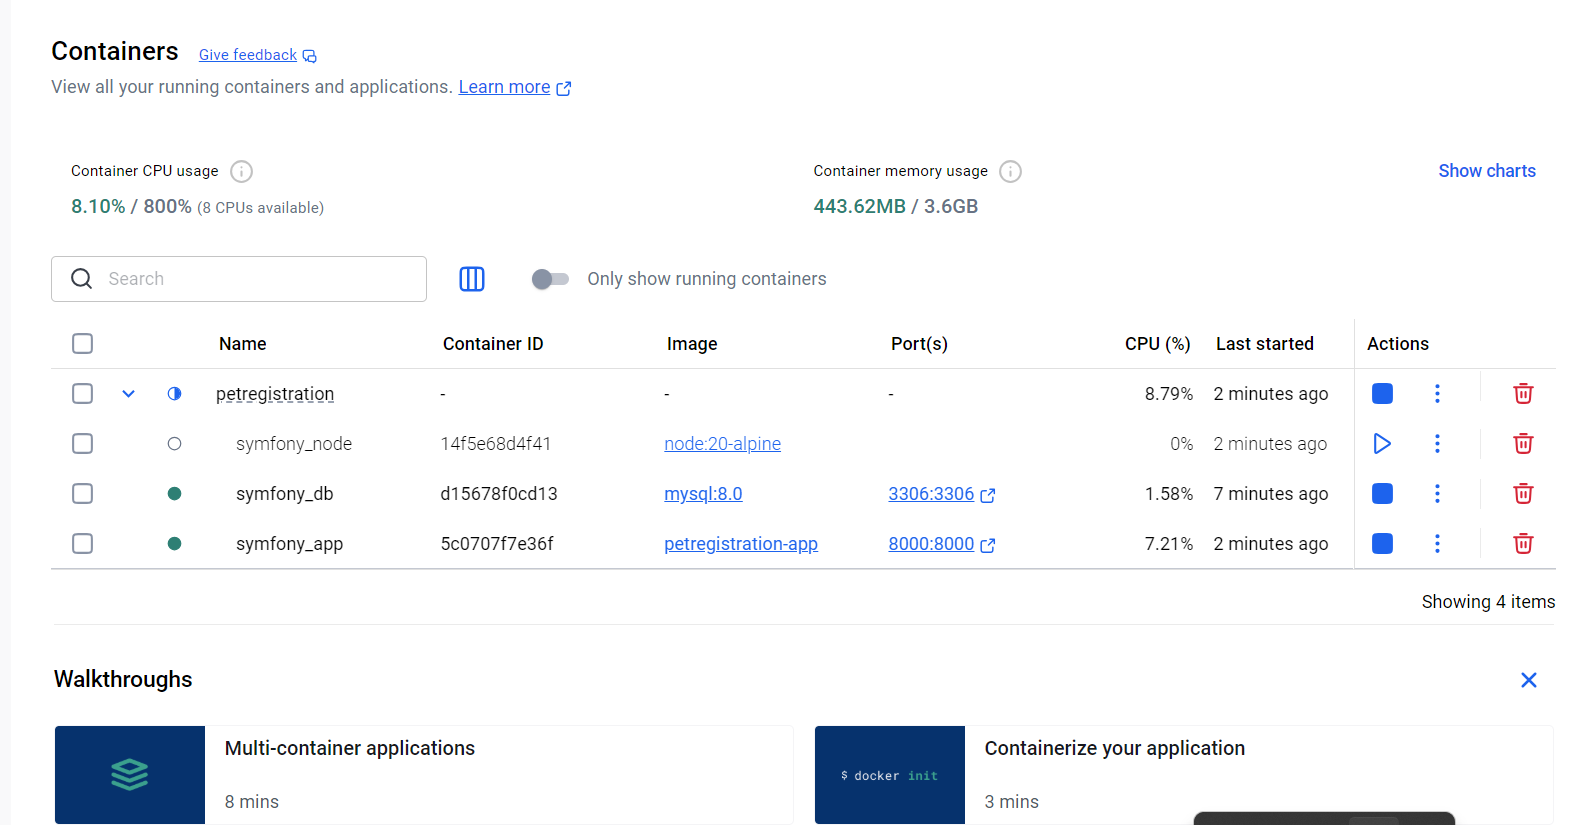 Containers Give feedback
View all your running containers and applications. Learn more
Container CPU usage Container memory usage Show charts
8.10% / 800% (8 CPUs available) 443.62MB / 3.6GB
Search Only show running containers
Name Container ID Image Port(s) CPU (%) Last started Actions
petregistration - - - 8.79% 2 minutes ago
symfony_node 14f5e68d4f41 node:20-alpine 0% 2 minutes ago
symfony_db d15678f0cd13 mysql:8.0 3306:3306 1.58% 7 minutes ago
symfony_app 5c0707f7e36f petregistration-app 8000:8000 7.21% 2 minutes ago
Showing 4 items
Walkthroughs
Multi-container applications
8 mins
$ docker init
Containerize your application
3 mins